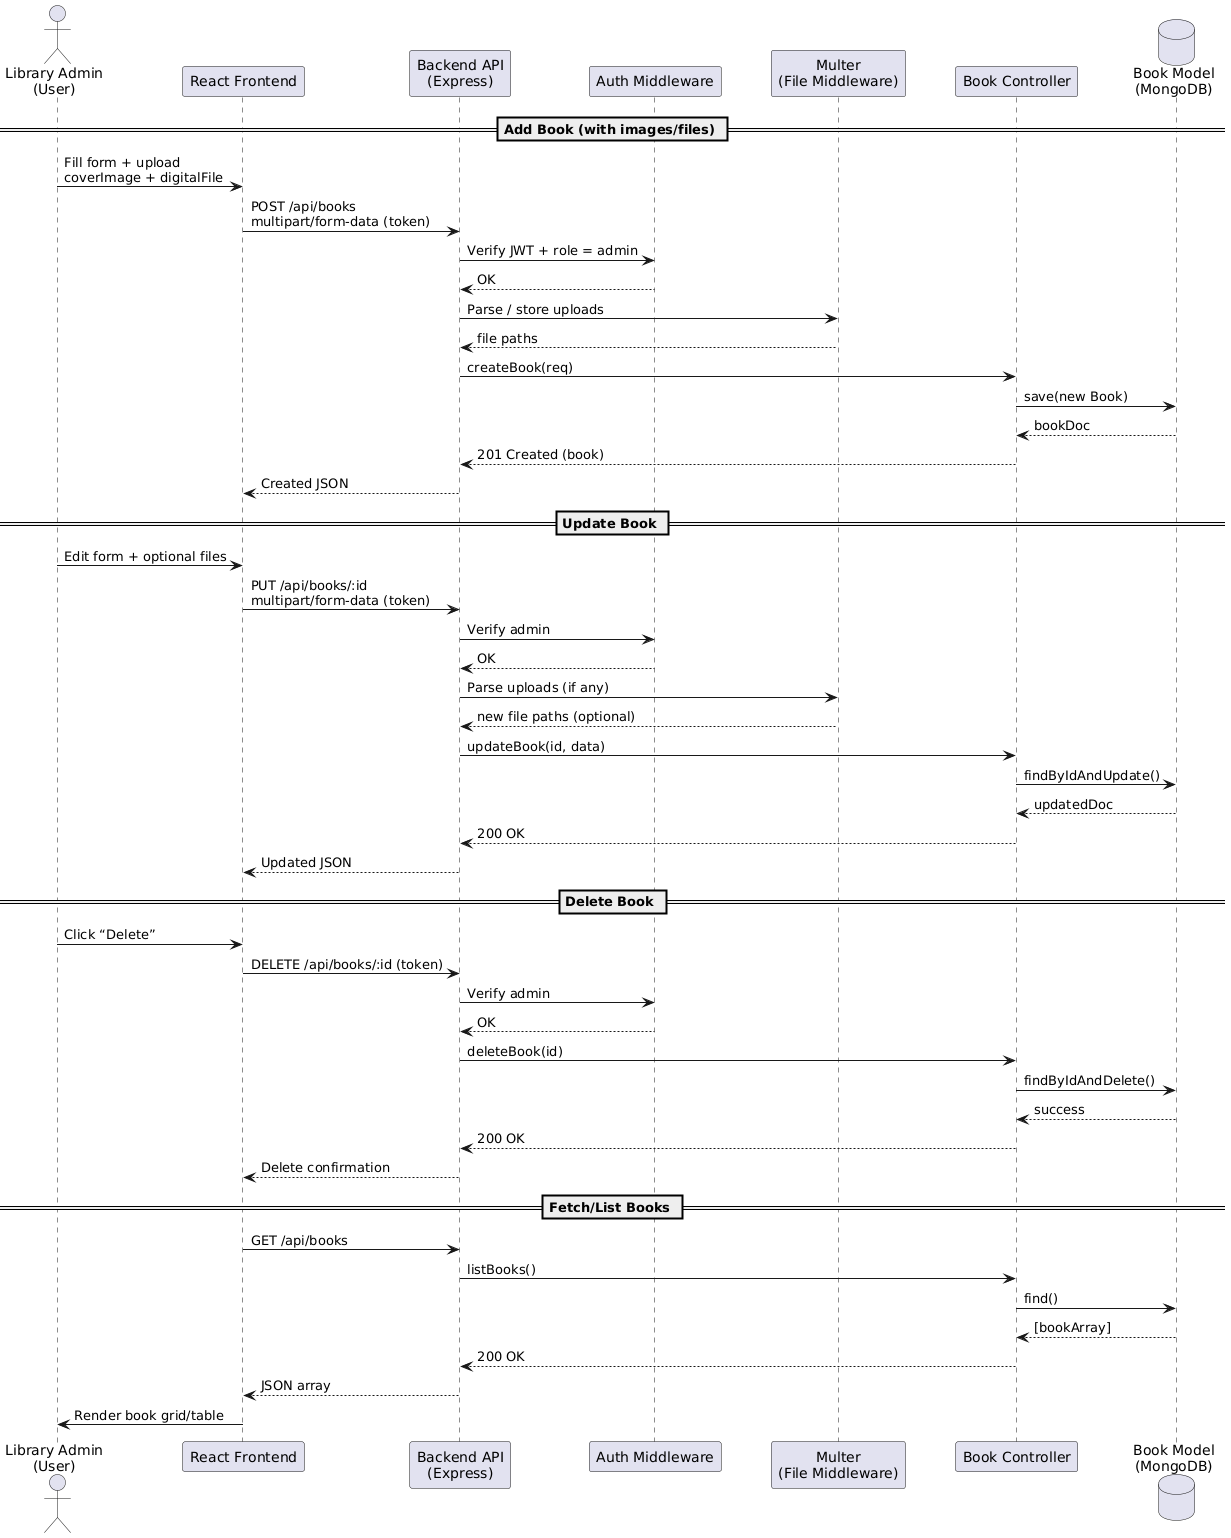 Library Admin
(User)
React Frontend
Backend API
(Express)
Auth Middleware
Multer
(File Middleware)
Book Controller
Book Model
(MongoDB)
Add Book (with images/files)
Fill form + upload
coverImage + digitalFile
POST /api/books
multipart/form-data (token)
Verify JWT + role = admin
OK
Parse / store uploads
file paths
createBook(req)
save(new Book)
bookDoc
201 Created (book)
Created JSON
Update Book
Edit form + optional files
PUT /api/books/:id
multipart/form-data (token)
Verify admin
OK
Parse uploads (if any)
new file paths (optional)
updateBook(id, data)
findByIdAndUpdate()
updatedDoc
200 OK
Updated JSON
Delete Book
Click “Delete”
DELETE /api/books/:id (token)
Verify admin
OK
deleteBook(id)
findByIdAndDelete()
success
200 OK
Delete confirmation
Fetch/List Books
GET /api/books
listBooks()
find()
[bookArray]
200 OK
JSON array
Render book grid/table
Library Admin
(User)
React Frontend
Backend API
(Express)
Auth Middleware
Multer
(File Middleware)
Book Controller
Book Model
(MongoDB)